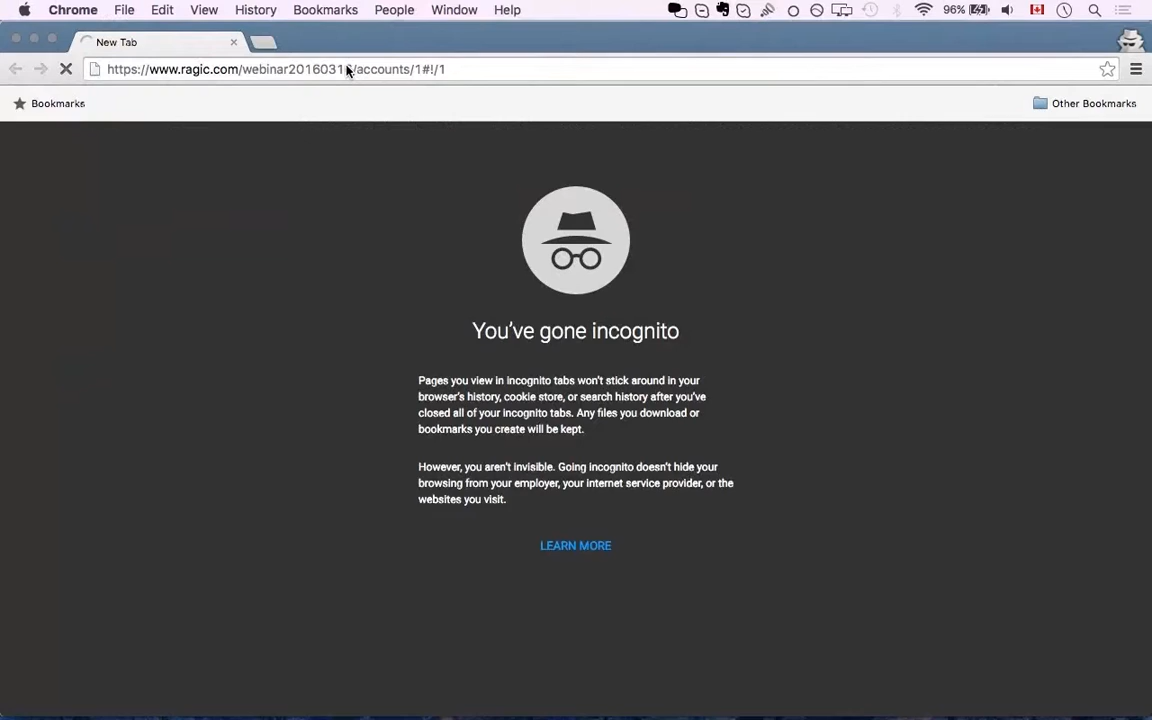 Chrome File Edit View History Bookmarks People Window Help 96%
New Tab
https://www.ragic.com/webinar2016031 /accounts/1#!/1
Bookmarks Other Bookmarks
You've gone incognito
Pages you view in incognito tabs won't stick around in your
browser's history, cookie store, or search history after you've
closed all of your incognito tabs. Any files you download or
bookmarks you create will be kept.
However, you aren't invisible. Going incognito doesn't hide your
browsing from your employer, your internet service provider, or the
websites you visit.
LEARN MORE